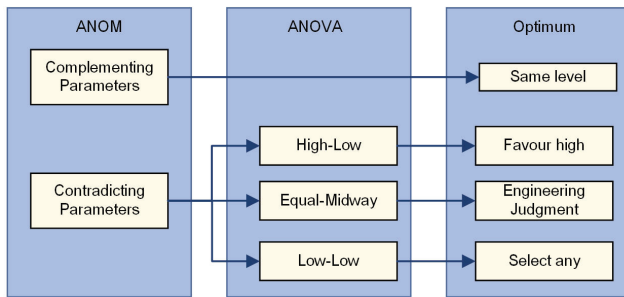 ANOM
ANOVA
Optimum
Complementing
Parameters
Same level
High-Low
Favour high
Contradicting
Parameters
Equal-Midway
Engineering
Judgment
Low-Low
Select any